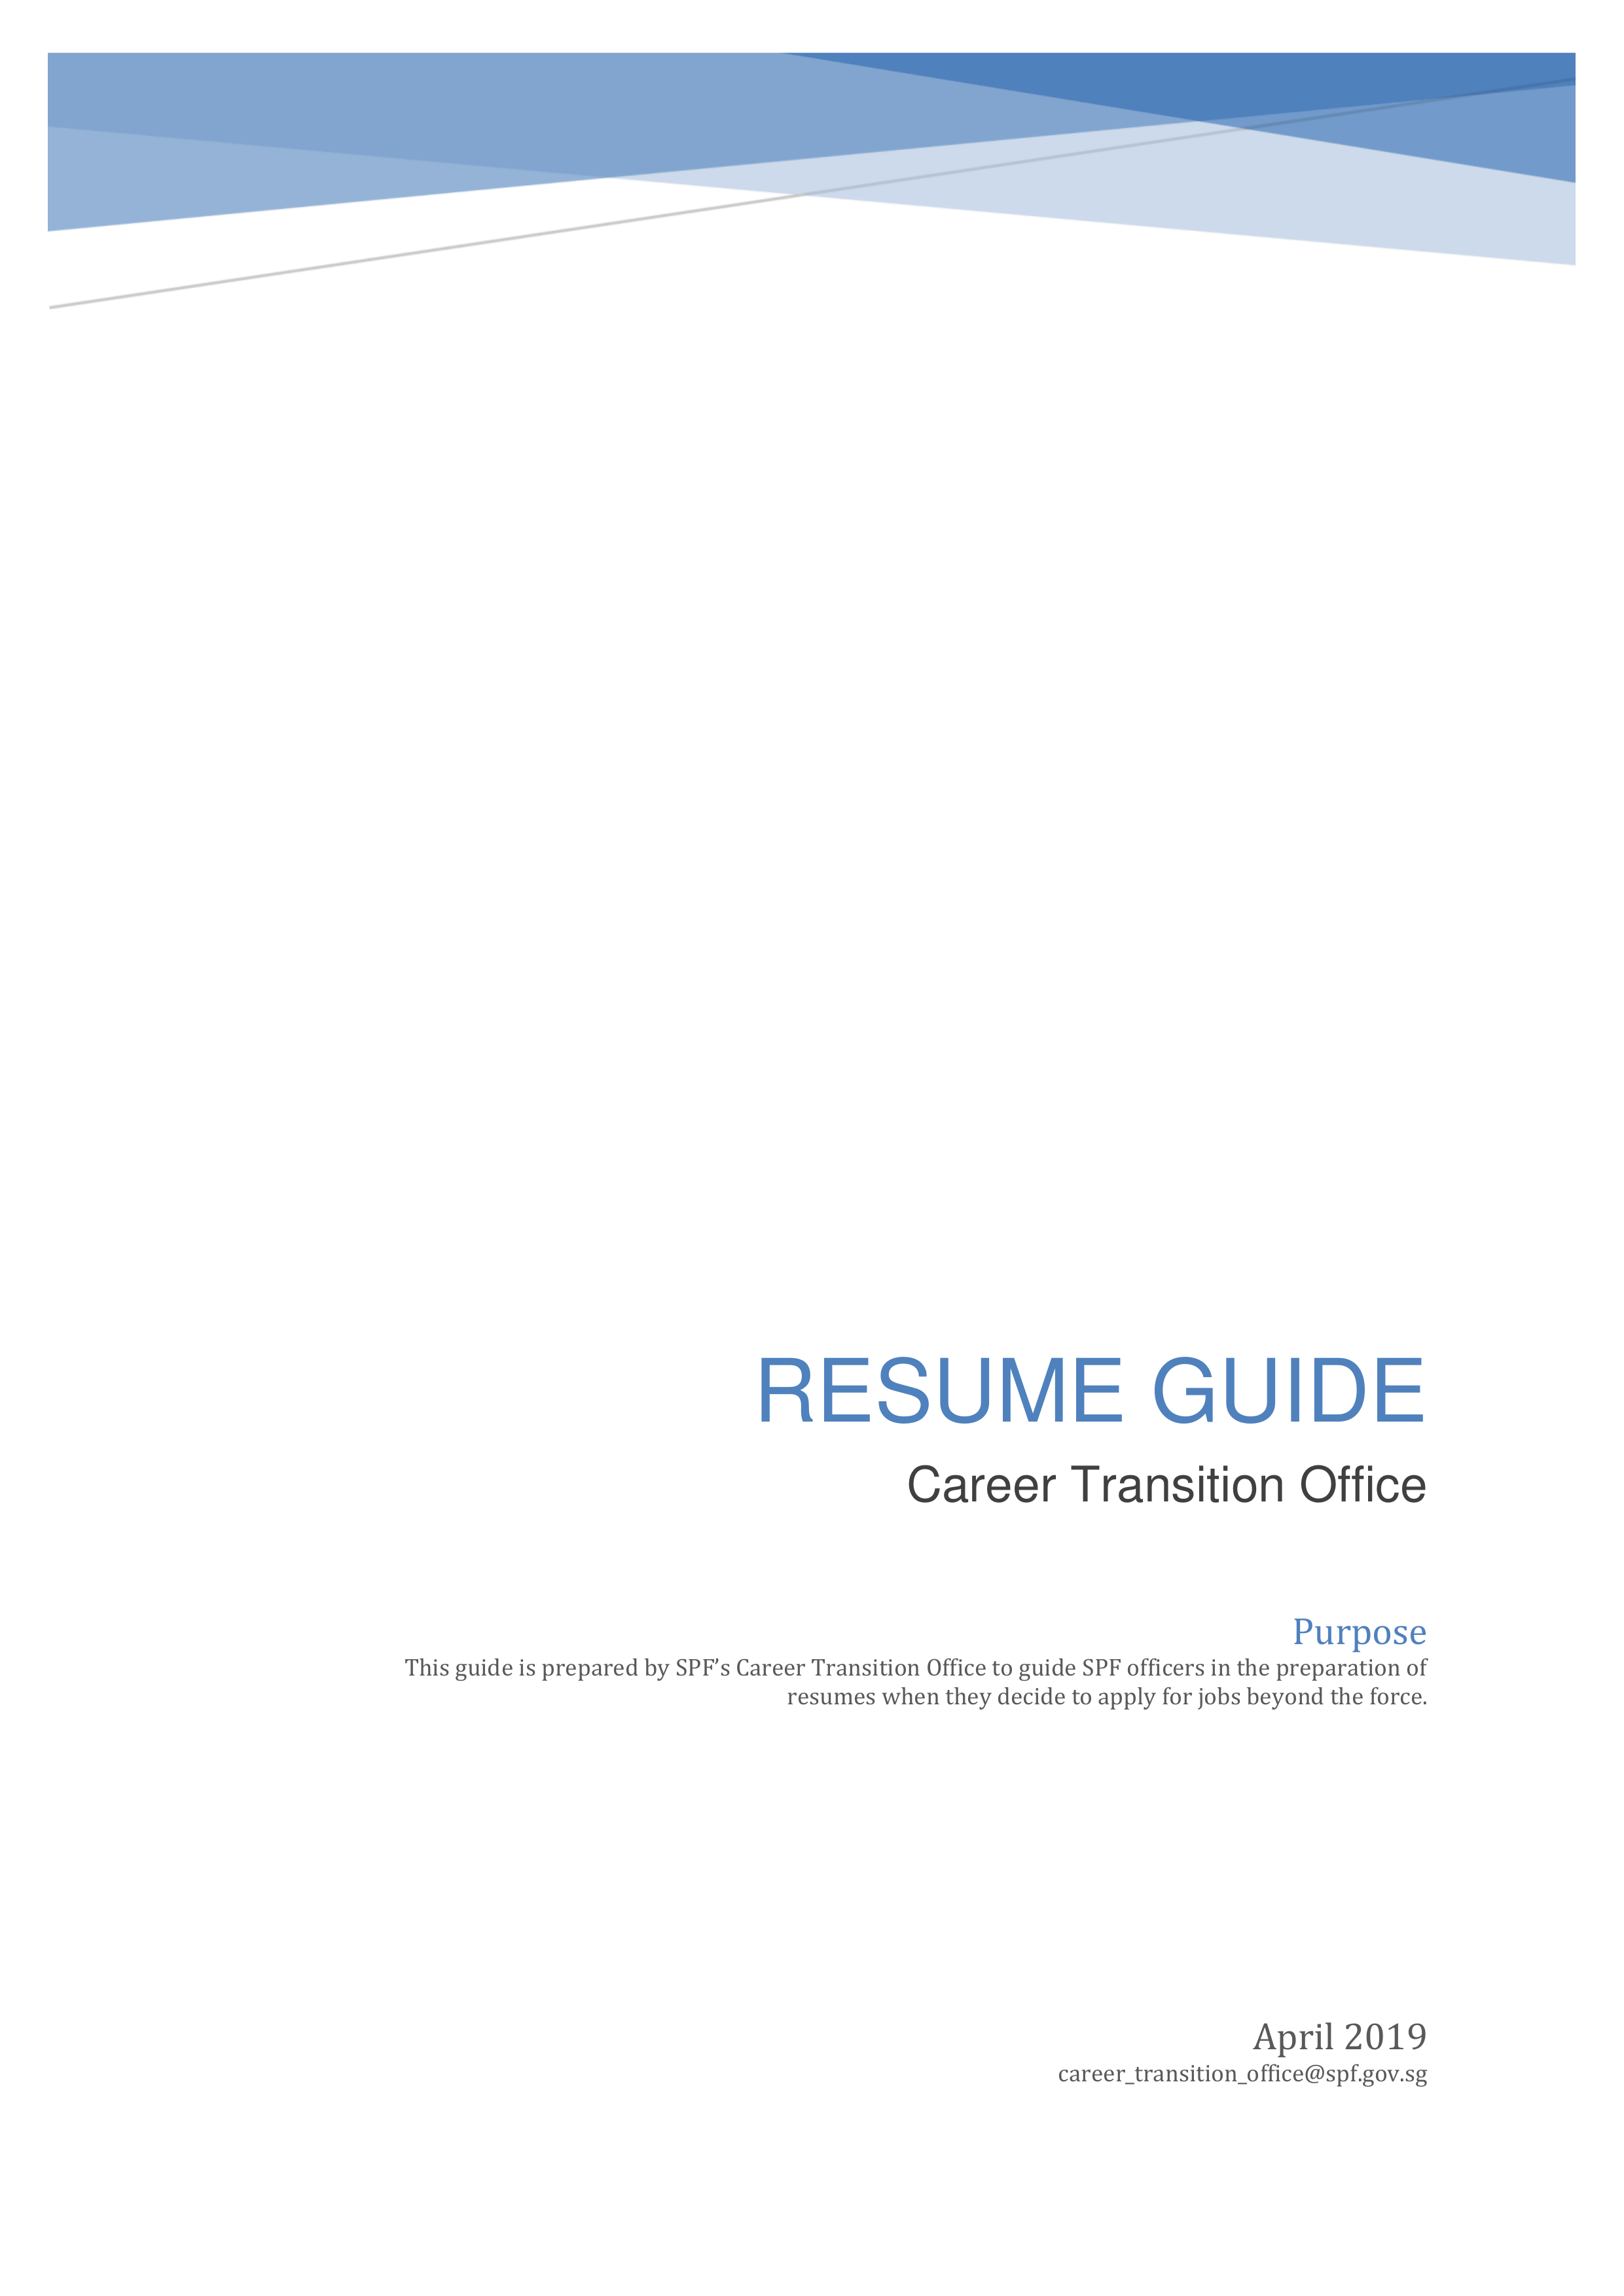 RESUME GUIDE
Career Transition Office
Purpose
This guide is prepared by SPF’s Career Transition Office to guide SPF officers in the preparation of
resumes when they decide to apply for jobs beyond the force.
April 2019
career_transition_office@spf.gov.sg